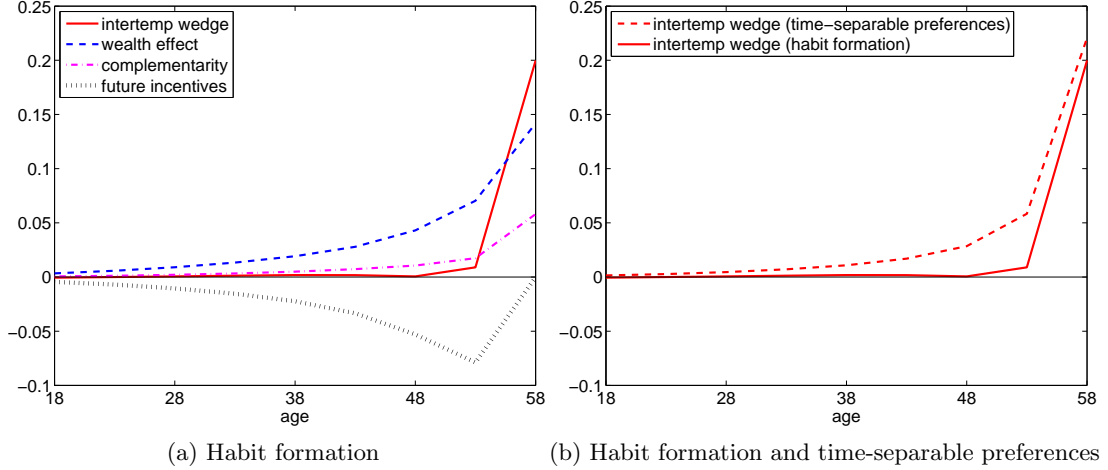 0.25
0.2
0.15
0.1
0.05
0
−0.05
−0.1
18
28
38
48
58
age
intertemp wedge
wealth effect
complementarity
future incentives
(a) Habit formation
0.25
0.2
0.15
0.1
0.05
0
−0.05
−0.1
18
28
38
48
58
age
intertemp wedge (time−separable preferences)
intertemp wedge (habit formation)
(b) Habit formation and time-separable preferences